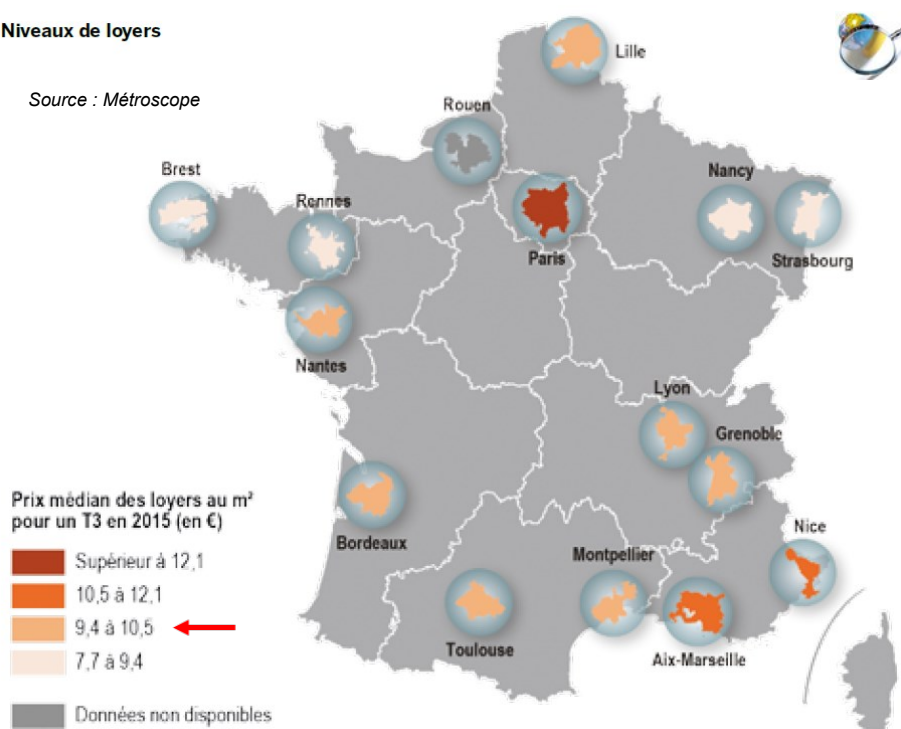 Niveaux de loyers
Source : Métroscope
Lille
Rouen
Brest
Rennes
Nancy
Paris
Strasbourg
Nantes
Lyon
Grenoble
Bordeaux
Montpellier
Nice
Toulouse
Aix-Marseille
Prix médian des loyers au m²
pour un T3 en 2015 (en €)
Supérieur à 12,1
10,5 à 12,1
9,4 à 10,5
7,7 à 9,4
Données non disponibles